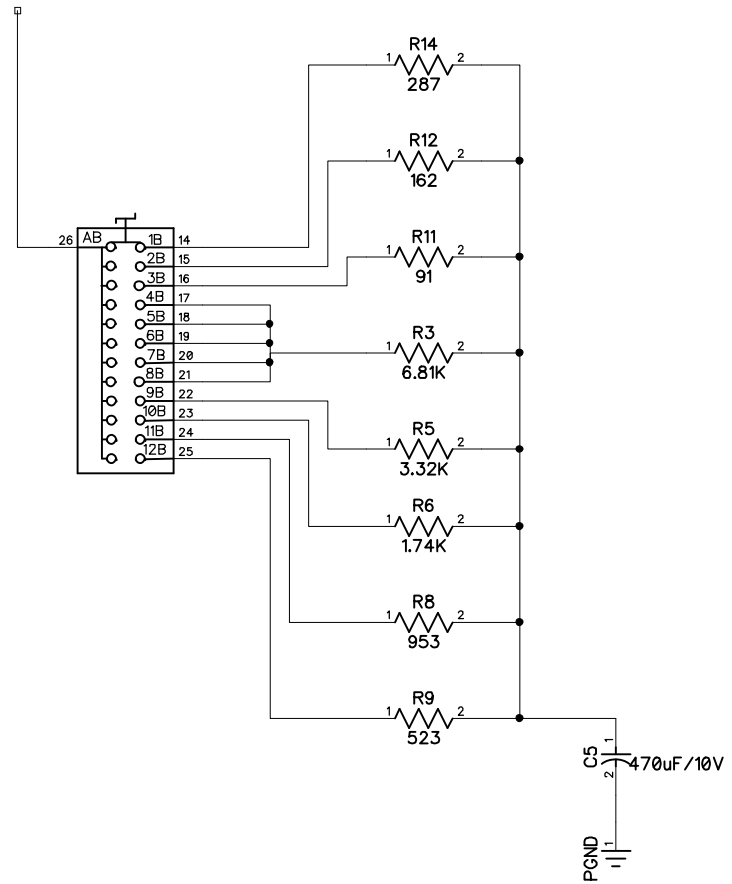 R14
1 2
287
R12
1 2
162
R11
1 2
91
26 AB 1B 14
2B 15
3B 16
4B 17
5B 18
6B 19
7B 20
8B 21
9B 22
10B 23
11B 24
12B 25
R3
1 2
6.81K
R5
1 2
3.32K
R6
1 2
1.74K
R8
1 2
953
R9
1 2
523
1
C5 470uF/10V
2
1
PGND